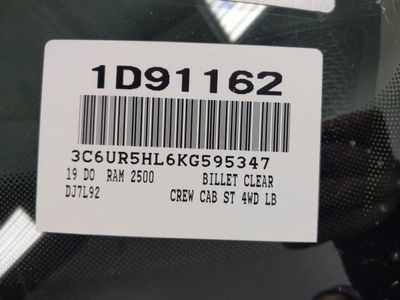 1D91162
3C6UR5HL6KG595347
19 DO RAM 2500 BILLET CLEAR
DJ7L92 CREW CAB ST 4WD LB